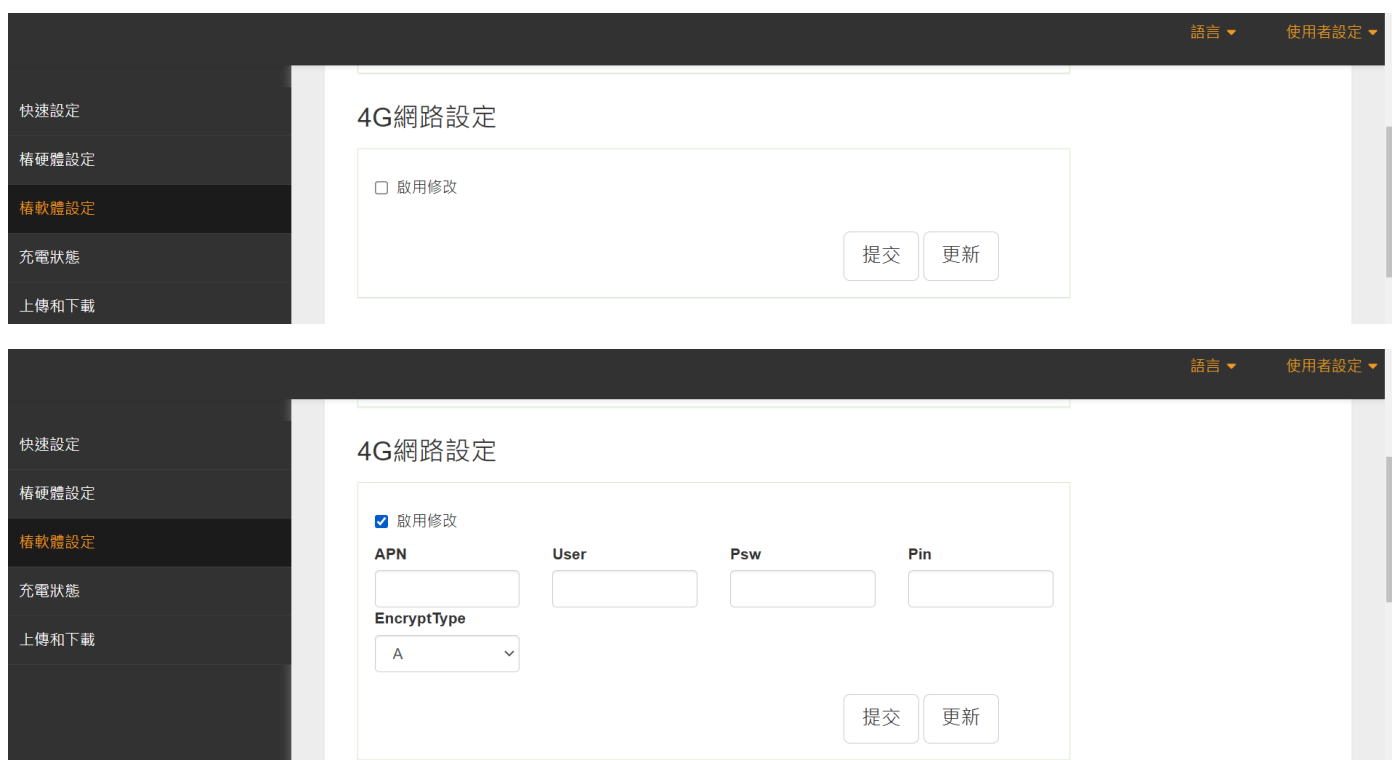 語言 使用者設定
快速設定
樁硬體設定
樁軟體設定
充電狀態
上傳和下載
4G網路設定
啟用修改
提交 更新
語言 使用者設定
快速設定
樁硬體設定
樁軟體設定
充電狀態
上傳和下載
4G網路設定
啟用修改
APN User Psw Pin
EncryptType
A
提交 更新